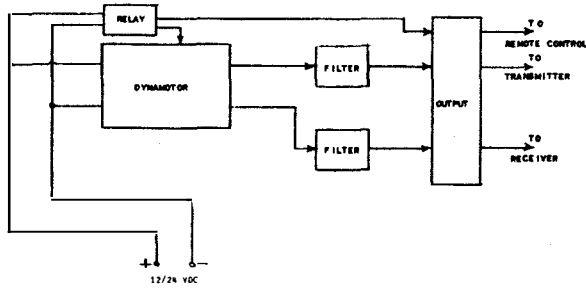 RELAY
TO
REMOTE CONTROL
TO
TRANSMITTER
FILTER
DYNAMOTOR
OUTPUT
TO
RECEIVER
FILTER
+ -
12/24 VDC